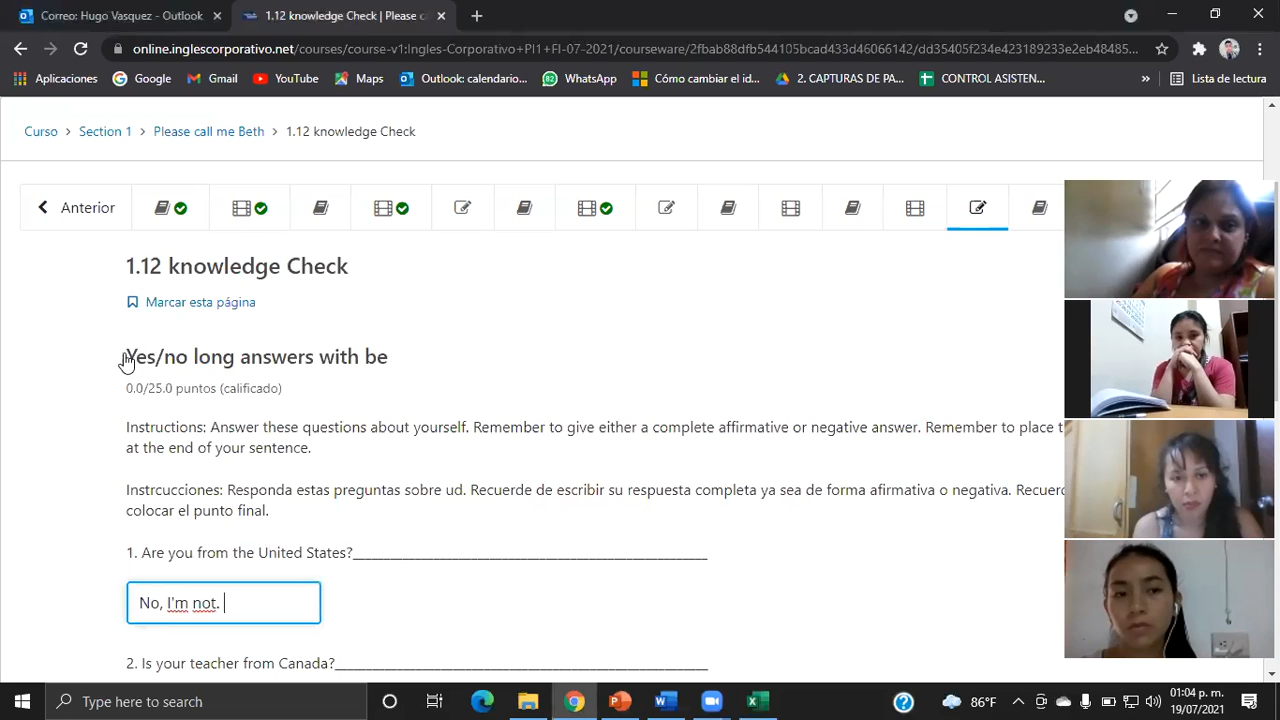 Correo: Hugo Vasquez - Outlook
1.12 knowledge Check | Please c
online.inglescorporativo.net/courses/course-v1:Ingles-Corporativo+PI1+FI-07-2021/courseware/2fbab88dfb544105bcad433d46066142/dd35405f234e423189233e2eb48485...
Aplicaciones Google Gmail YouTube Maps Outlook: calendario... WhatsApp Cómo cambiar el id... 2. CAPTURAS DE PA... CONTROL ASISTEN... » Lista de lectura
Curso > Section 1 > Please call me Beth > 1.12 knowledge Check
Anterior
1.12 knowledge Check
Marcar esta página
Yes/no long answers with be
0.0/25.0 puntos (calificado)
Instructions: Answer these questions about yourself. Remember to give either a complete affirmative or negative answer. Remember to place t
at the end of your sentence.
Instrcucciones: Responda estas preguntas sobre ud. Recuerde de escribir su respuesta completa ya sea de forma afirmativa o negativa. Recuer
colocar el punto final.
1. Are you from the United States?
No, I'm not.
2. Is your teacher from Canada?
Type here to search
86°F
01:04 p. m.
19/07/2021